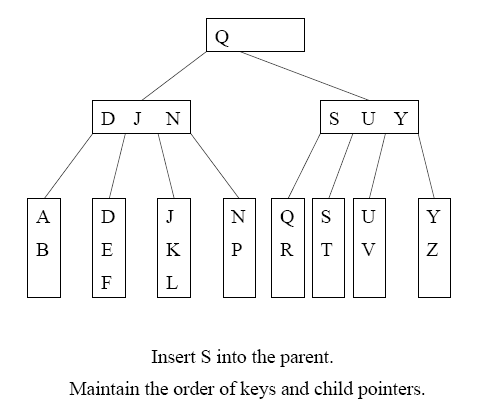 Q
D J N
S U Y
A D J N Q S U Y
B E K P R T V Z
F L
Insert S into the parent.
Maintain the order of keys and child pointers.